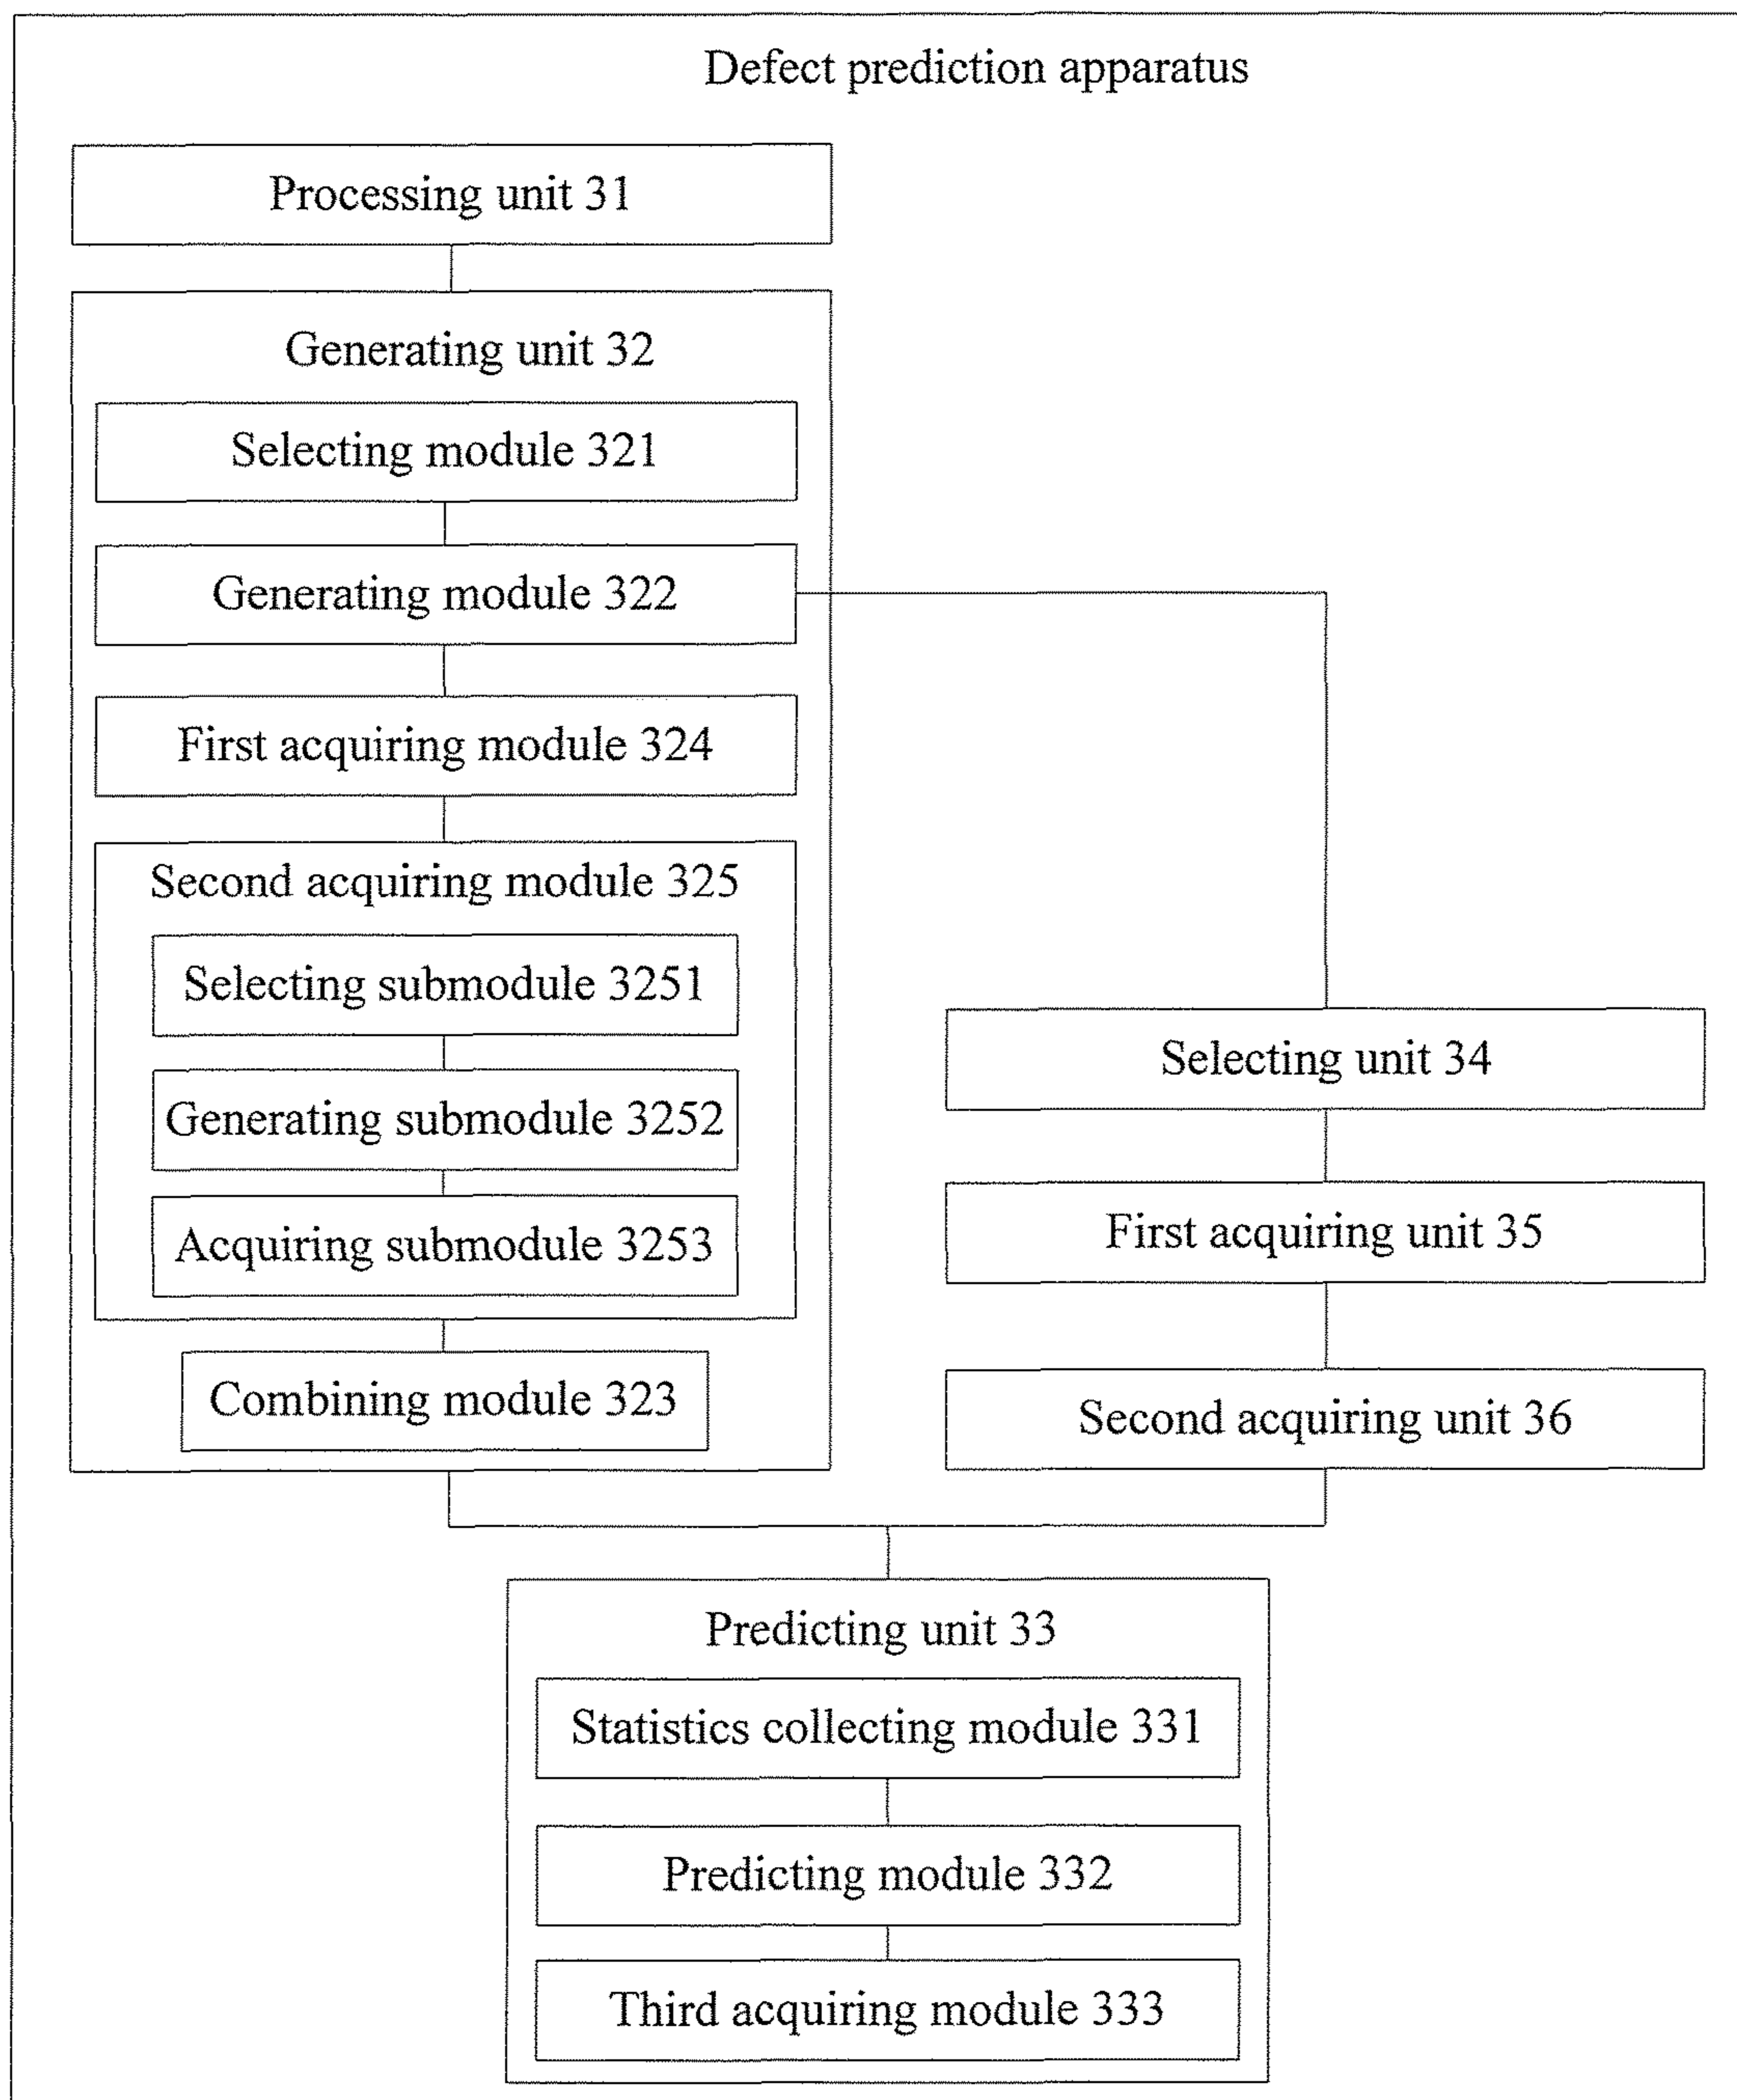 Defect prediction apparatus
Processing unit 31
Generating unit 32
Selecting module 321
Generating module 322
First acquiring module 324
Second acquiring module 325
Selecting submodule 3251
Generating submodule 3252
Acquiring submodule 3253
Combining module 323
Selecting unit 34
First acquiring unit 35
Second acquiring unit 36
Predicting unit 33
Statistics collecting module 331
Predicting module 332
Third acquiring module 333